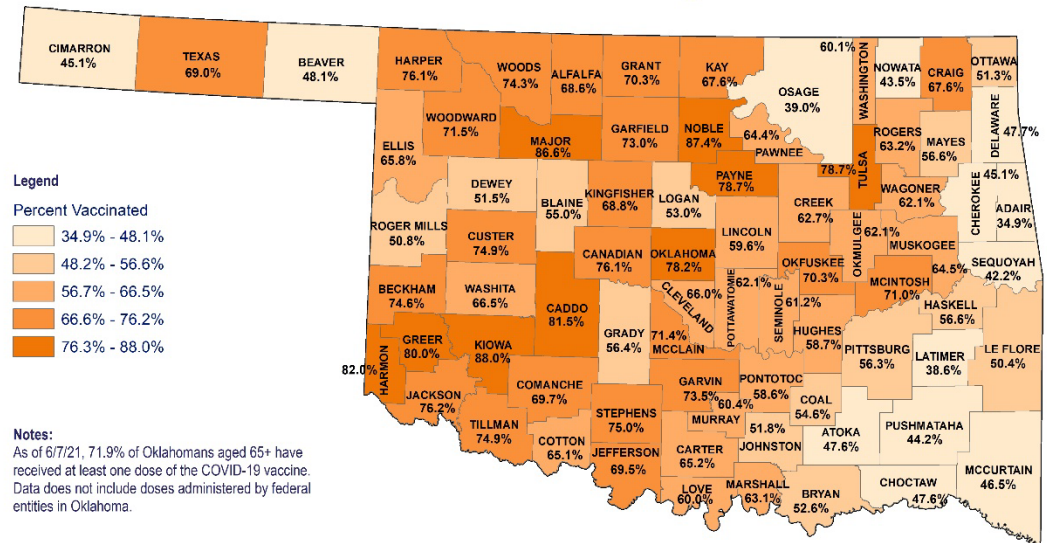 CIMARRON
45.1%
TEXAS
69.0%
BEAVER
48.1%
HARPER
76.1%
WOODS
74.3%
ALFALFA
68.6%
GRANT
70.3%
KAY
67.6%
OSAGE
39.0%
60.1%
WASHINGTON
NOWATA
43.5%
CRAIG
67.6%
OTTAWA
51.3%
WOODWARD
71.5%
ELLIS
65.8%
MAJOR
86.6%
GARFIELD
73.0%
NOBLE
87.4%
64.4%
PAWNEE
ROGERS
63.2%
MAYES
56.6%
DELAWARE
47.7%
PAYNE
78.7%
78.7%
TULSA
WAGONER
62.1%
CHEROKEE
45.1%
ADAIR
34.9%
DEWEY
51.5%
BLAINE
55.0%
KINGFISHER
68.8%
LOGAN
53.0%
CREEK
62.7%
ROGER MILLS
50.8%
CUSTER
74.9%
CANADIAN
76.1%
OKLAHOMA
78.2%
LINCOLN
59.6%
OKMULGEE
62.1%
MUSKOGEE
64.5%
SEQUOYAH
42.2%
OKFUSKEE
70.3%
MCINTOSH
71.0%
BECKHAM
74.6%
WASHITA
66.5%
CADDO
81.5%
GRADY
56.4%
CLEVELAND
66.0%
POTTAWATOMIE
62.1%
SEMINOLE
61.2%
HUGHES
58.7%
HASKELL
56.6%
PITTSBURG
56.3%
LATIMER
38.6%
LE FLORE
50.4%
82.0%
HARMON
GREER
80.0%
KIOWA
88.0%
71.4%
MCCLAIN
JACKSON
76.2%
COMANCHE
69.7%
GARVIN
73.5%
PONTOTOC
58.6%
COAL
54.6%
TILLMAN
74.9%
COTTON
65.1%
STEPHENS
75.0%
60.4%
MURRAY
51.8%
JOHNSTON
ATOKA
47.6%
PUSHMATAHA
44.2%
JEFFERSON
69.5%
CARTER
65.2%
LOVE
60.0%
MARSHALL
63.1%
BRYAN
52.6%
CHOCTAW
47.6%
MCCURTAIN
46.5%
Legend
Percent Vaccinated
34.9% - 48.1%
48.2% - 56.6%
56.7% - 66.5%
66.6% - 76.2%
76.3% - 88.0%
Notes:
As of 6/7/21, 71.9% of Oklahomans aged 65+ have
received at least one dose of the COVID-19 vaccine.
Data does not include doses administered by federal
entities in Oklahoma.